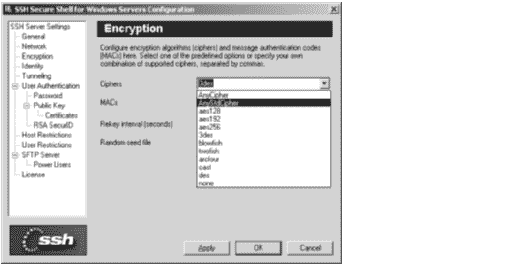 SSH Secure Shell for Windows Servers Configuration
SSH Server Settings
General
Network
Encryption
Identity
Tunneling
User Authentication
Password
Public Key
Certificates
RSA SecurID
Host Restrictions
User Restrictions
SFTP Server
Power Users
License
ssh
Encryption
Configure encryption algorithms (ciphers) and message authentication codes
(MACs) here. Select one of the predefined options or specify your own
combination of supported ciphers, separated by commas.
Ciphers
3des
MACs
Rekey interval (seconds)
Random seed file
AnyCipher
AnyStdCipher
aes128
aes192
aes256
3des
blowfish
twofish
arcfour
cast
des
none
Apply
OK
Cancel